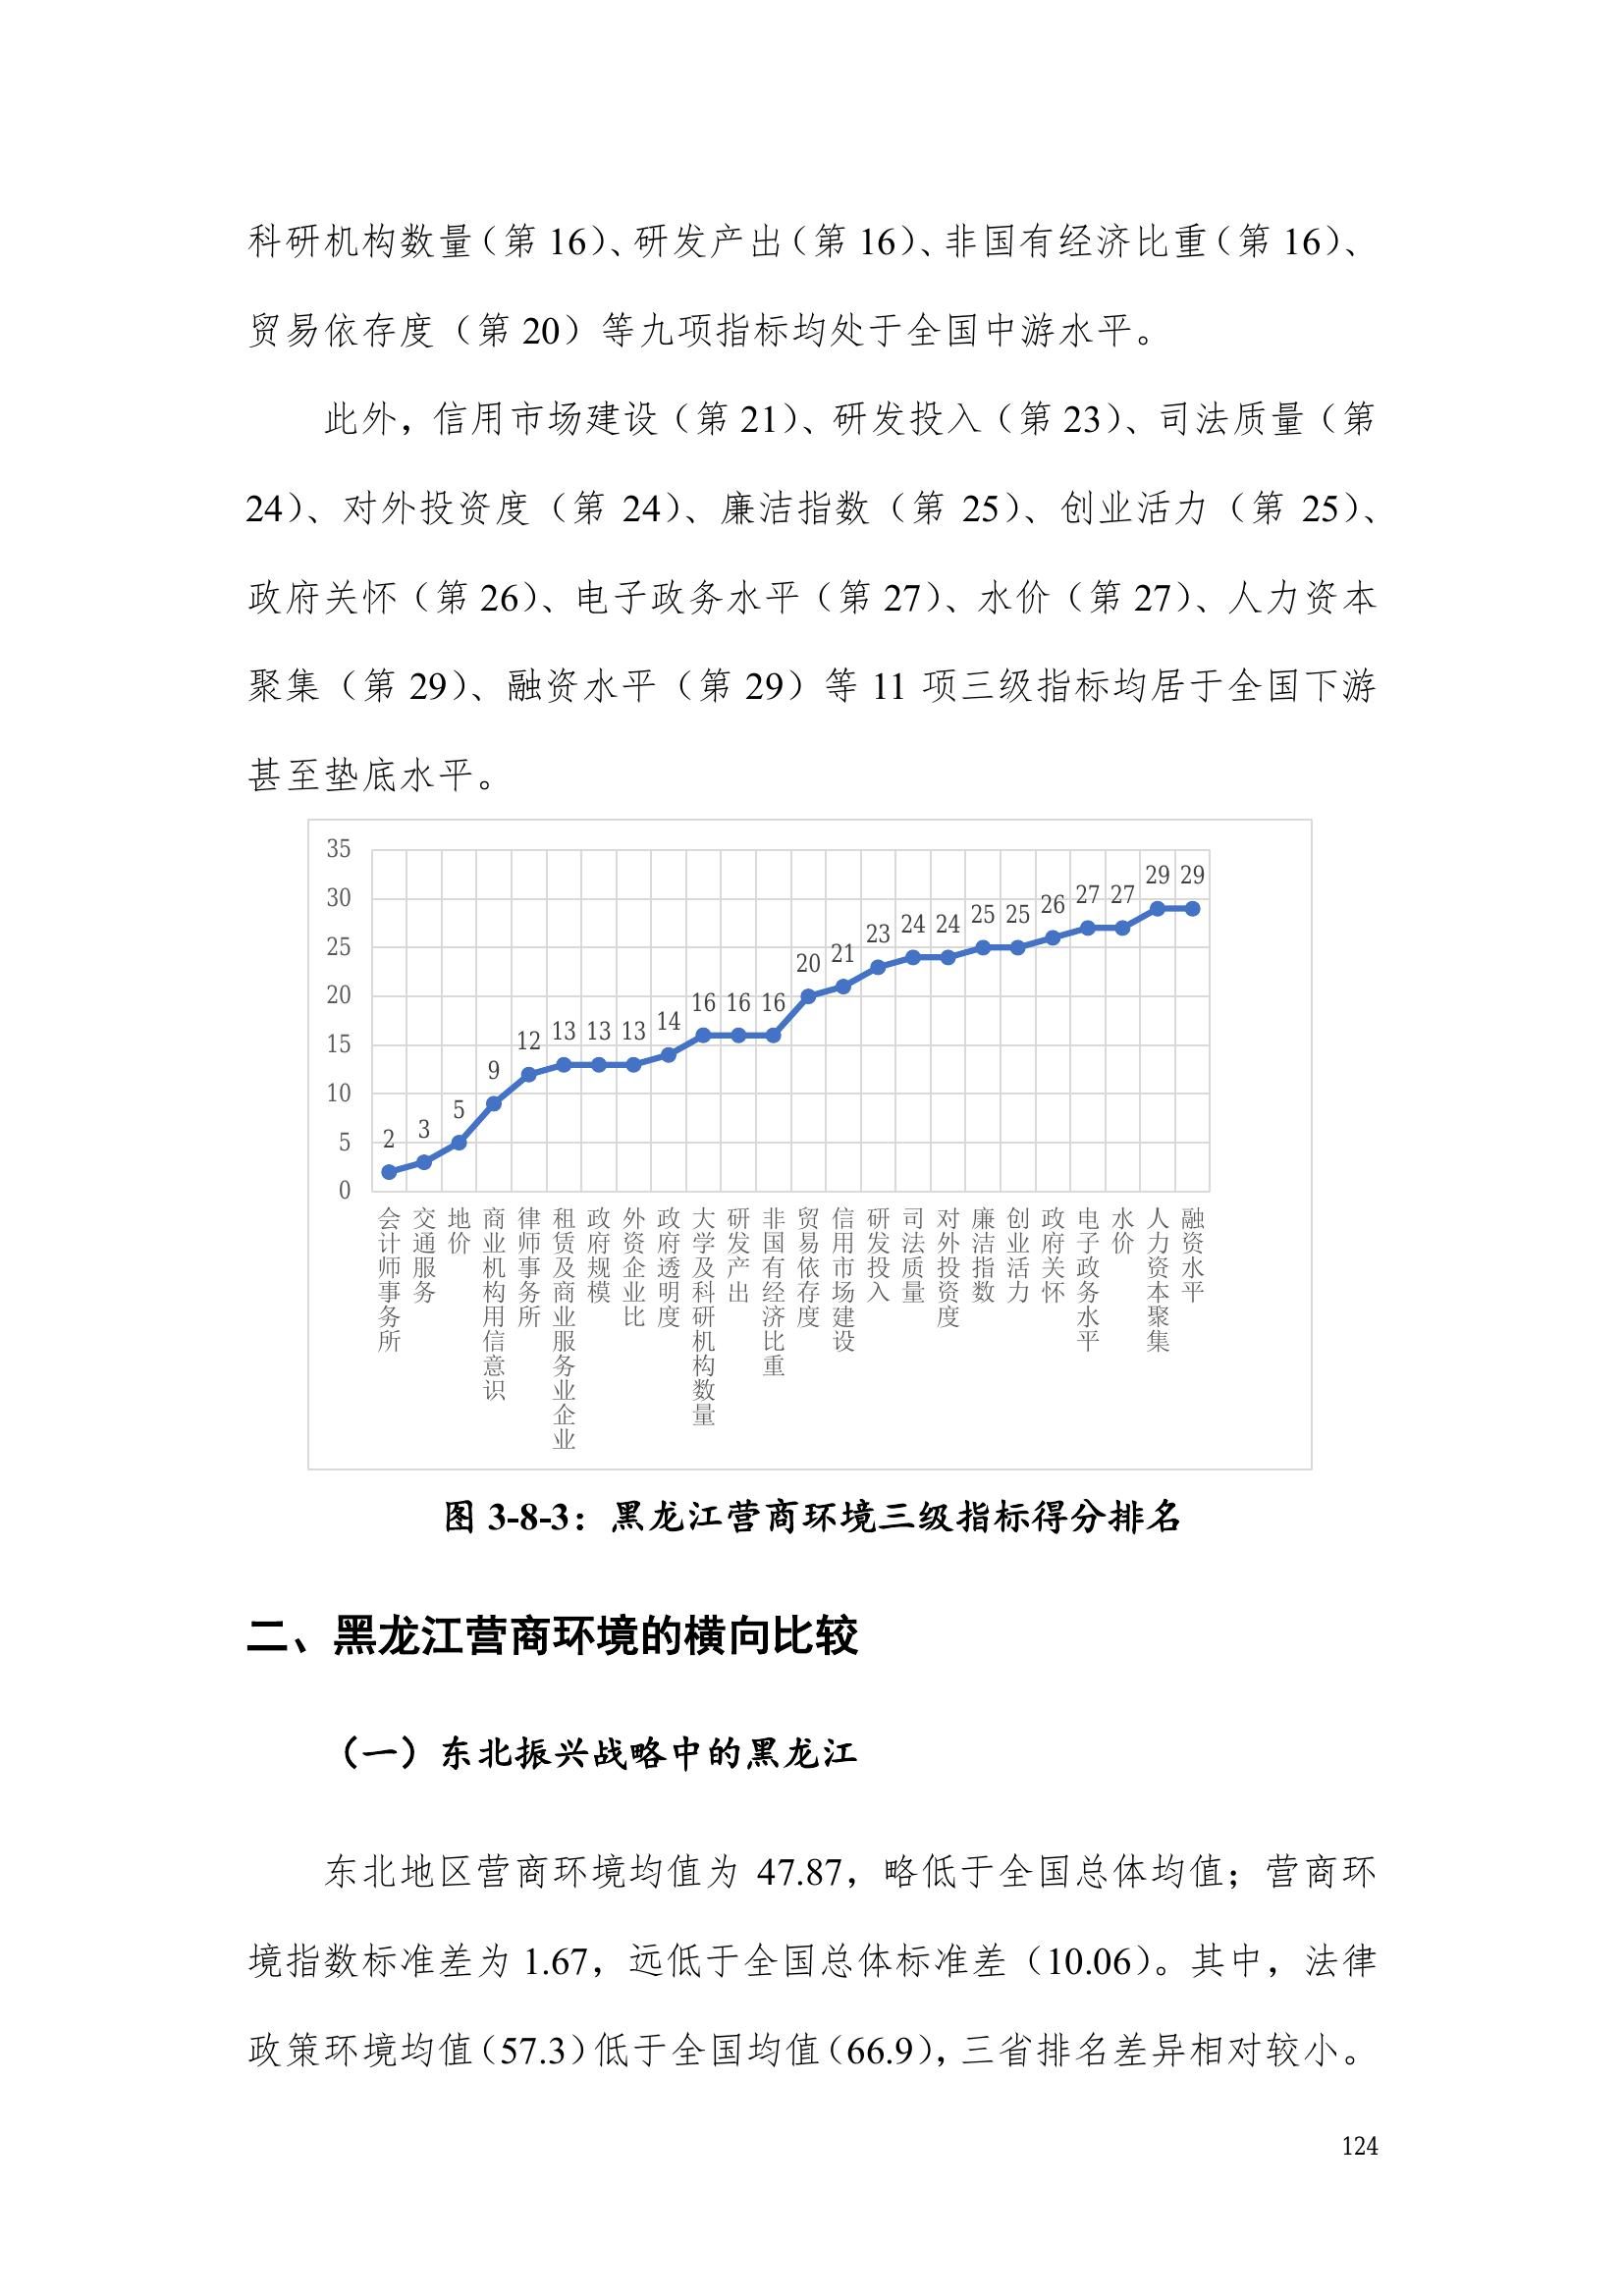 科研机构数量（第 16）、研发产出（第 16）、非国有经济比重（第 16）、
贸易依存度（第 20）等九项指标均处于全国中游水平。
此外，信用市场建设（第 21）、研发投入（第 23）、司法质量（第
24）、对外投资度（第 24）、廉洁指数（第 25）、创业活力（第 25）、
政府关怀（第 26）、电子政务水平（第 27）、水价（第 27）、人力资本
聚集（第 29）、融资水平（第 29）等 11 项三级指标均居于全国下游
甚至垫底水平。
35
30
25
20
15
10
5
0
2 3 5 9 12 13 13 13 14 16 16 16 20 21 23 24 24 25 25 26 27 27 29 29
会计师事务所
交通服务
地价
商业机构用信意识
律师事务所
租赁及商业服务业企业
政府规模
外资企业比
政府透明度
大学及科研机构数量
研发产出
非国有经济比重
贸易依存度
信用市场建设
研发投入
司法质量
对外投资度
廉洁指数
创业活力
政府关怀
电子政务水平
水价
人力资本聚集
融资水平
图 3-8-3：黑龙江营商环境三级指标得分排名
二、黑龙江营商环境的横向比较
（一）东北振兴战略中的黑龙江
东北地区营商环境均值为 47.87，略低于全国总体均值；营商环
境指数标准差为 1.67，远低于全国总体标准差（10.06）。其中，法律
政策环境均值（57.3）低于全国均值（66.9），三省排名差异相对较小。
124